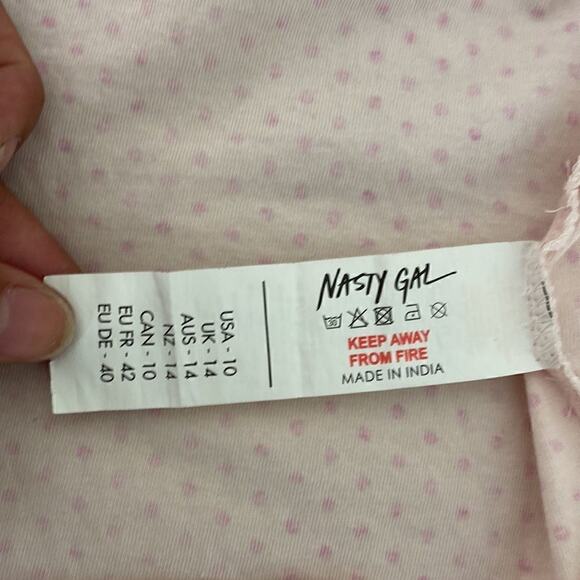 NASTY GAL
30
KEEP AWAY
FROM FIRE
MADE IN INDIA
USA - 10
UK - 14
AUS - 14
NZ - 14
CAN - 10
EU FR - 42
EU DE - 40